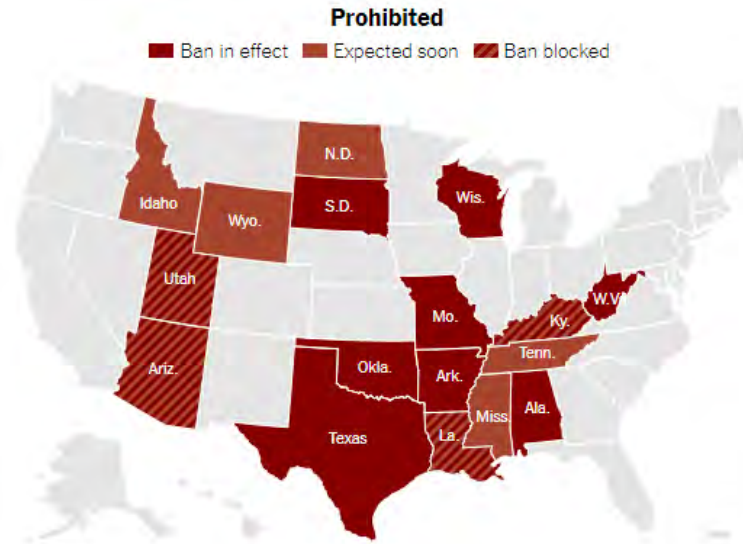 Prohibited
Ban in effect Expected soon Ban blocked
N.D.
Idaho
Wyo.
S.D.
Wis.
Utah
Mo.
W.V
Ky.
Ariz.
Okla.
Ark.
Tenn.
Texas
La.
Miss.
Ala.